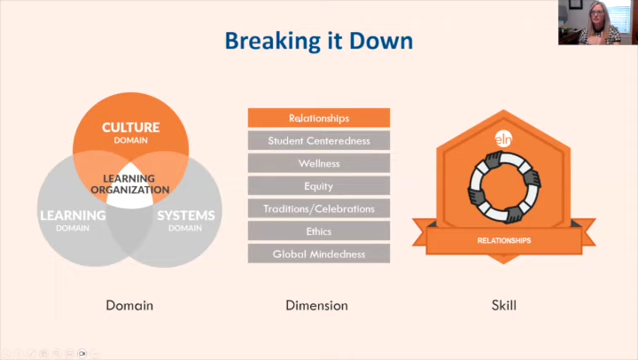 Breaking it Down
CULTURE
DOMAIN
LEARNING
ORGANIZATION
LEARNING
DOMAIN
SYSTEMS
DOMAIN
Domain
Relationships
Student Centeredness
Wellness
Equity
Traditions/Celebrations
Ethics
Global Mindedness
Dimension
eln
RELATIONSHIPS
Skill